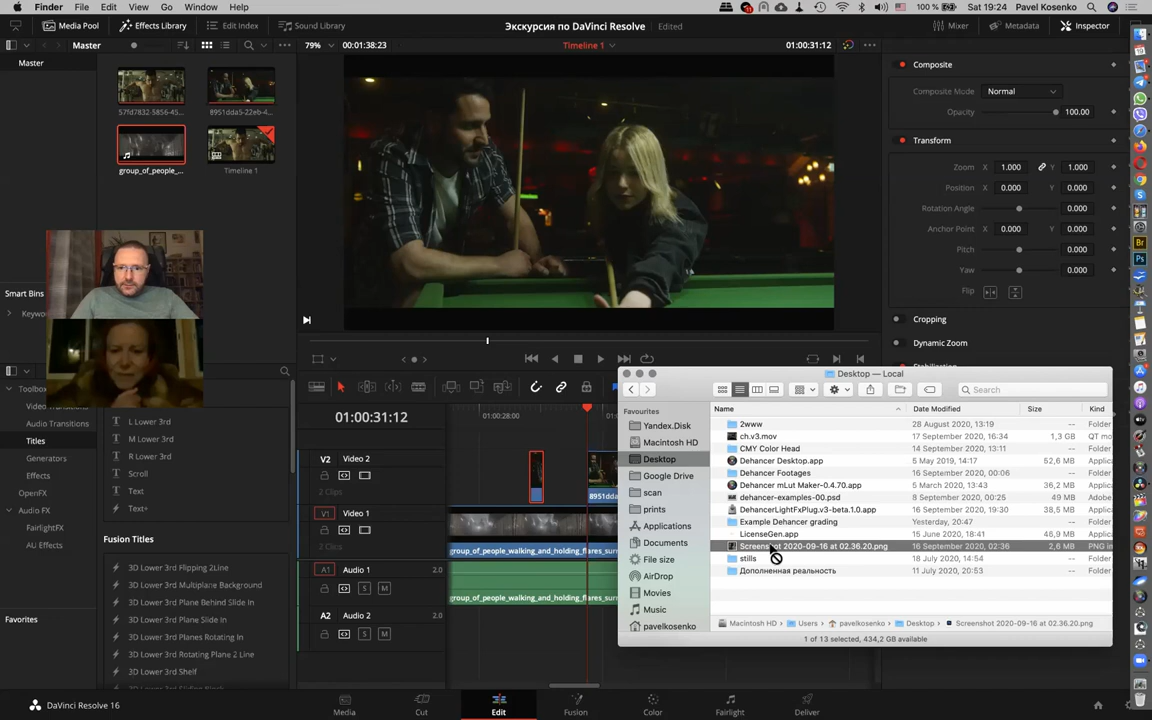 Finder File Edit View Go Window Help
100 %
Sat 19:24
Pavel Kosenko
Media Pool
Effects Library
Edit Index
Sound Library
Экскурсия по DaVinci Resolve
Edited
Mixer
Metadata
Inspector
Master
79%
00:01:38:23
Timeline 1
01:00:31:12
Master
57fd7832-5856-45...
8951dda5-22eb-4...
group_of_people_...
Timeline 1
Smart Bins
Composite
Composite Mode
Normal
Opacity
100.00
Transform
Zoom X 1.000 Y 1.000
Position X 0.000 Y 0.000
Rotation Angle 0.000
Anchor Point X 0.000 Y 0.000
Pitch 0.000
Yaw 0.000
Flip
Cropping
Dynamic Zoom
Toolbox
Audio Transitions
Titles
Generators
Effects
OpenFX
Audio FX
FairlightFX
AU Effects
Favourites
L Lower 3rd
M Lower 3rd
R Lower 3rd
Scroll
Text
Text+
Fusion Titles
3D Lower 3rd Flipping 2Line
3D Lower 3rd Multiplane Background
3D Lower 3rd Plane Behind Slide In
3D Lower 3rd Plane Slide In
3D Lower 3rd Planes Rotating In
3D Lower 3rd Rotating Plane 2 Line
3D Lower 3rd Shelf
01:00:31:12
01:00:28:00
V2 Video 2
2 Clips
V1 Video 1
A1 Audio 1 2.0
S M
A2 Audio 2 2.0
S M
group_of_people_walking_and_holding_flares_sur
group_of_people_walking_and_holding_flares_surr
Desktop — Local
Search
Favourites
Yandex.Disk
Macintosh HD
Desktop
Google Drive
scan
prints
Applications
Documents
File size
AirDrop
Movies
Music
pavelkosenko
Name Date Modified Size Kind
2www 28 August 2020, 13:19 -- Folder
ch.v3.mov 17 September 2020, 16:34 1,3 GB QT mo
CMY Color Head 14 September 2020, 13:11 -- Folder
Dehancer Desktop.app 5 May 2019, 14:17 52,6 MB Applic
Dehancer Footages 16 September 2020, 00:06 -- Folder
Dehancer mLut Maker-0.4.70.app 5 March 2020, 13:43 36,5 MB Applic
dehancer-examples-00.psd 8 September 2020, 00:25 49 MB Adobe
DehancerLightFxPlug.v3-beta.1.0.app 18 September 2020, 19:30 38,5 MB Applic
Example Dehancer grading Yesterday, 20:47 -- Folder
LicenseGen.app 15 June 2020, 18:41 46,9 MB Applic
Screenshot 2020-09-16 at 02.36.20.png 16 September 2020, 02:36 2,6 MB PNG im
stills 18 July 2020, 14:54 -- Folder
Дополненная реальность 11 July 2020, 20:53 -- Folder
Macintosh HD Users pavelkosenko Desktop Screenshot 2020-09-16 at 02.36.20.png
1 of 13 selected, 434,2 GB available
DaVinci Resolve 16
Media
Cut
Edit
Fusion
Color
Fairlight
Deliver